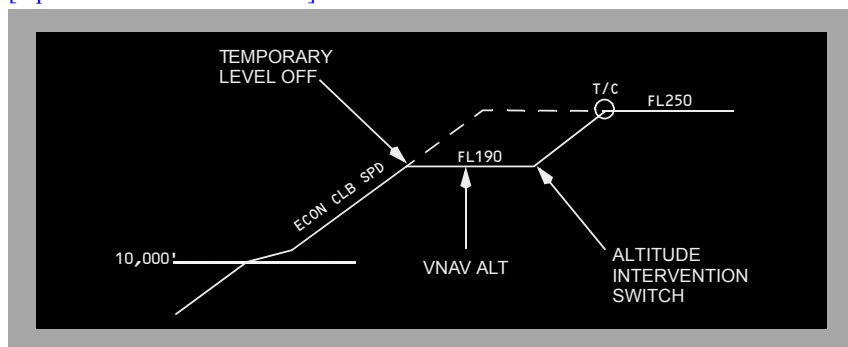 TEMPORARY
LEVEL OFF
T/C
FL250
FL190
ECON CLB SPD
10,000'
VNAV ALT
ALTITUDE
INTERVENTION
SWITCH